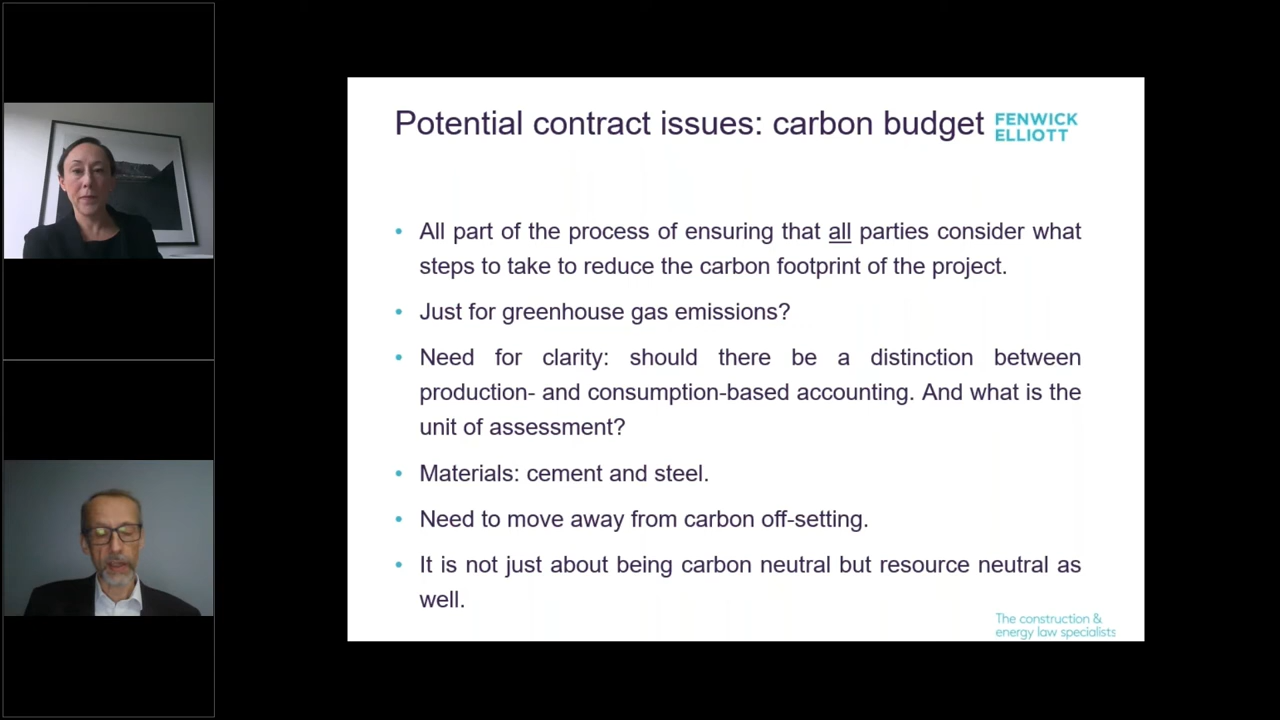 Potential contract issues: carbon budget
FENWICK
ELLIOTT
• All part of the process of ensuring that all parties consider what
steps to take to reduce the carbon footprint of the project.
• Just for greenhouse gas emissions?
• Need for clarity: should there be a distinction between
production- and consumption-based accounting. And what is the
unit of assessment?
• Materials: cement and steel.
• Need to move away from carbon off-setting.
• It is not just about being carbon neutral but resource neutral as
well.
The construction &
energy law specialists